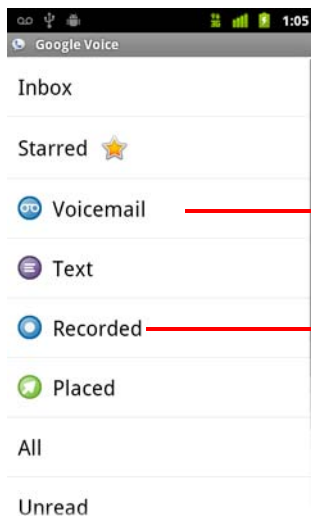 1:05
Google Voice
Inbox
Starred
Voicemail
Text
Recorded
Placed
All
Unread